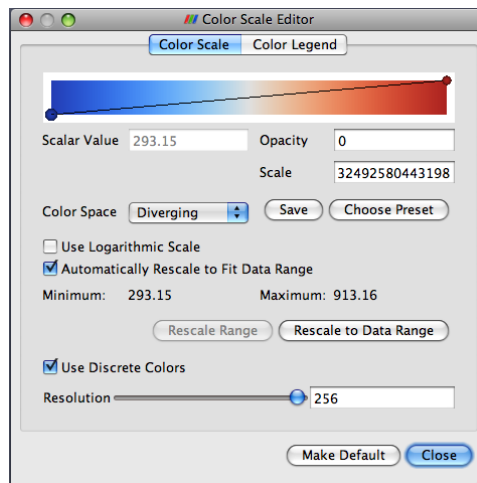 Color Scale Editor
Color Scale Color Legend
Scalar Value 293.15 Opacity 0
Scale 32492580443198
Color Space Diverging Save Choose Preset
Use Logarithmic Scale
Automatically Rescale to Fit Data Range
Minimum: 293.15 Maximum: 913.16
Rescale Range Rescale to Data Range
Use Discrete Colors
Resolution 256
Make Default Close